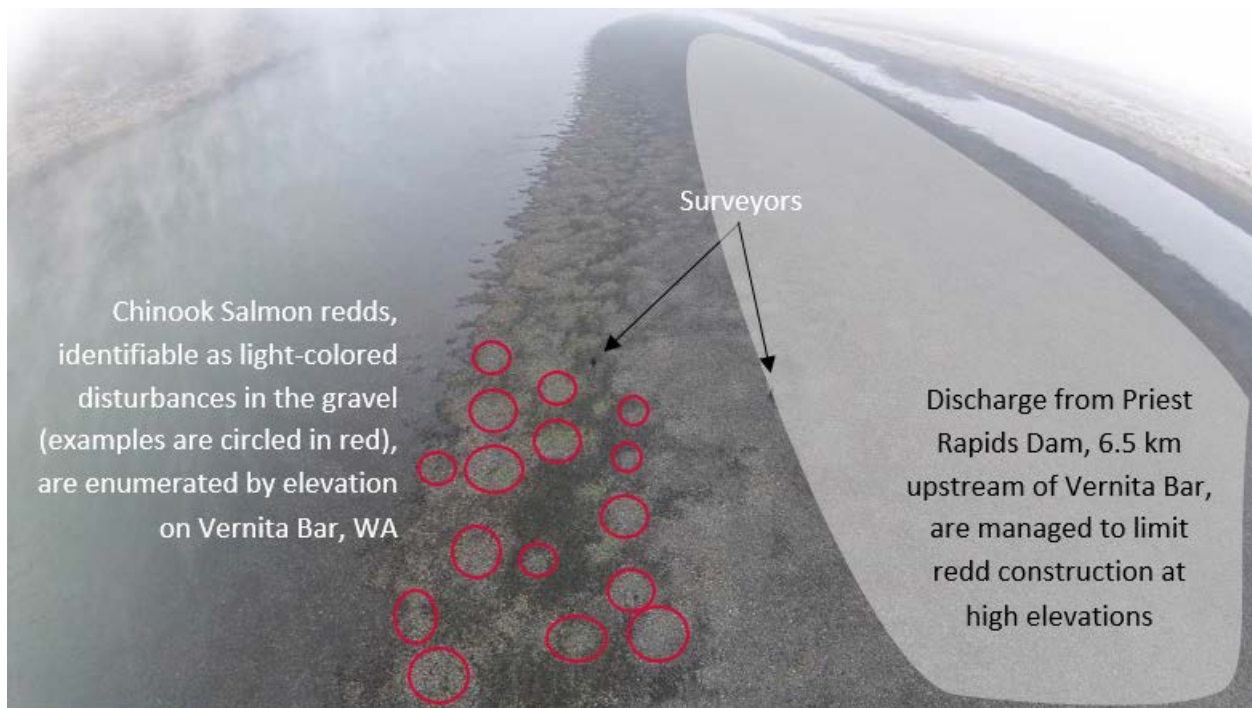 Surveyors
Chinook Salmon redds,
identifiable as light-colored
disturbances in the gravel
(examples are circled in red),
are enumerated by elevation
on Vernita Bar, WA
Discharge from Priest
Rapids Dam, 6.5 km
upstream of Vernita Bar,
are managed to limit
redd construction at
high elevations